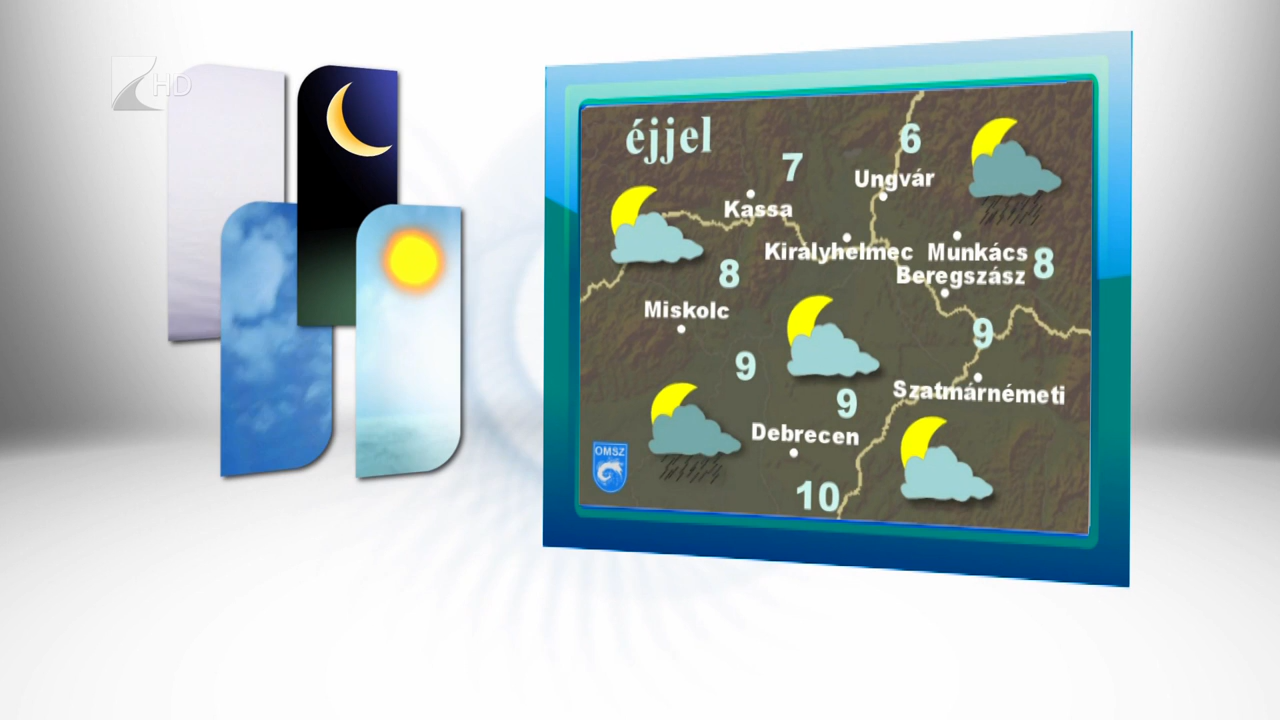 HD
éjjel
6
7
Ungvár
Kassa
Királyhelmec
Munkács
8
Beregszász
8
Miskolc
9
9
Szatmárnémeti
9
Debrecen
OMSZ
10